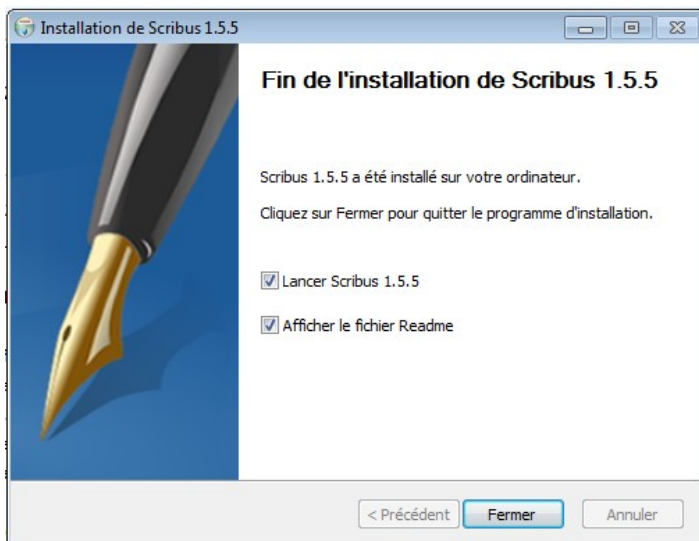 Installation de Scribus 1.5.5
Fin de l'installation de Scribus 1.5.5
Scribus 1.5.5 a été installé sur votre ordinateur.
Cliquez sur Fermer pour quitter le programme d'installation.
Lancer Scribus 1.5.5
Afficher le fichier Readme
< Précédent
Fermer
Annuler